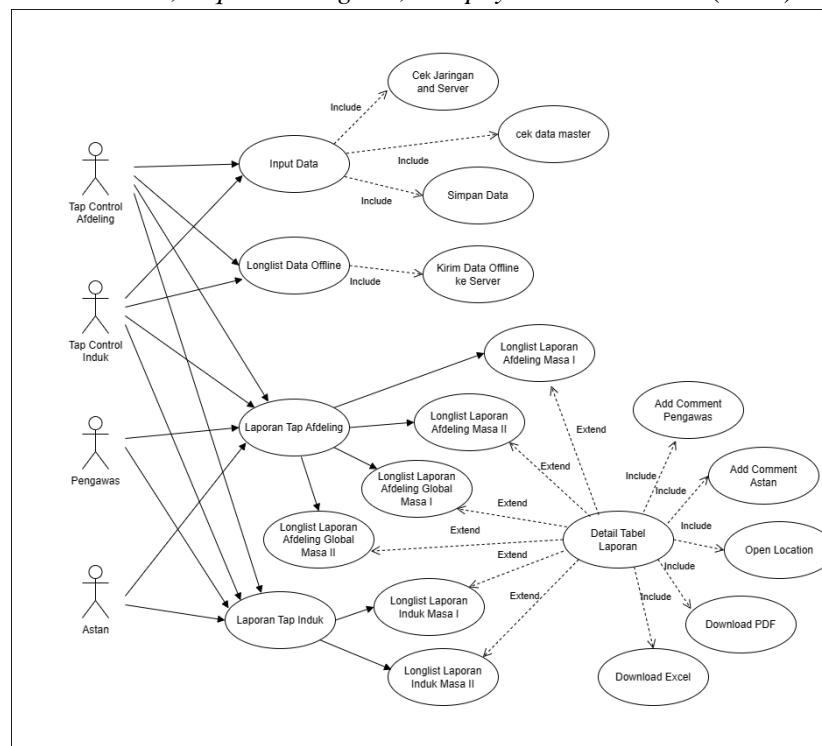 Cek Jaringan
and Server
Include
cek data master
Include
Input Data
Include
Simpan Data
Tap Control
Afdeling
Longlist Data Offline
Include
Kirim Data Offline
ke Server
Tap Control
Induk
Longlist Laporan
Afdeling Masa I
Add Comment
Pengawas
Laporan Tap Afdeling
Longlist Laporan
Afdeling Masa II
Extend
Add Comment
Astan
Include
Extend
Include
Pengawas
Longlist Laporan
Afdeling Global
Masa I
Extend
Include
Longlist Laporan
Afdeling Global
Masa II
Extend
Detail Tabel
Laporan
Open Location
Extend
Include
Astan
Laporan Tap Induk
Longlist Laporan
Induk Masa I
Extend
Include
Download PDF
Longlist Laporan
Induk Masa II
Download Excel